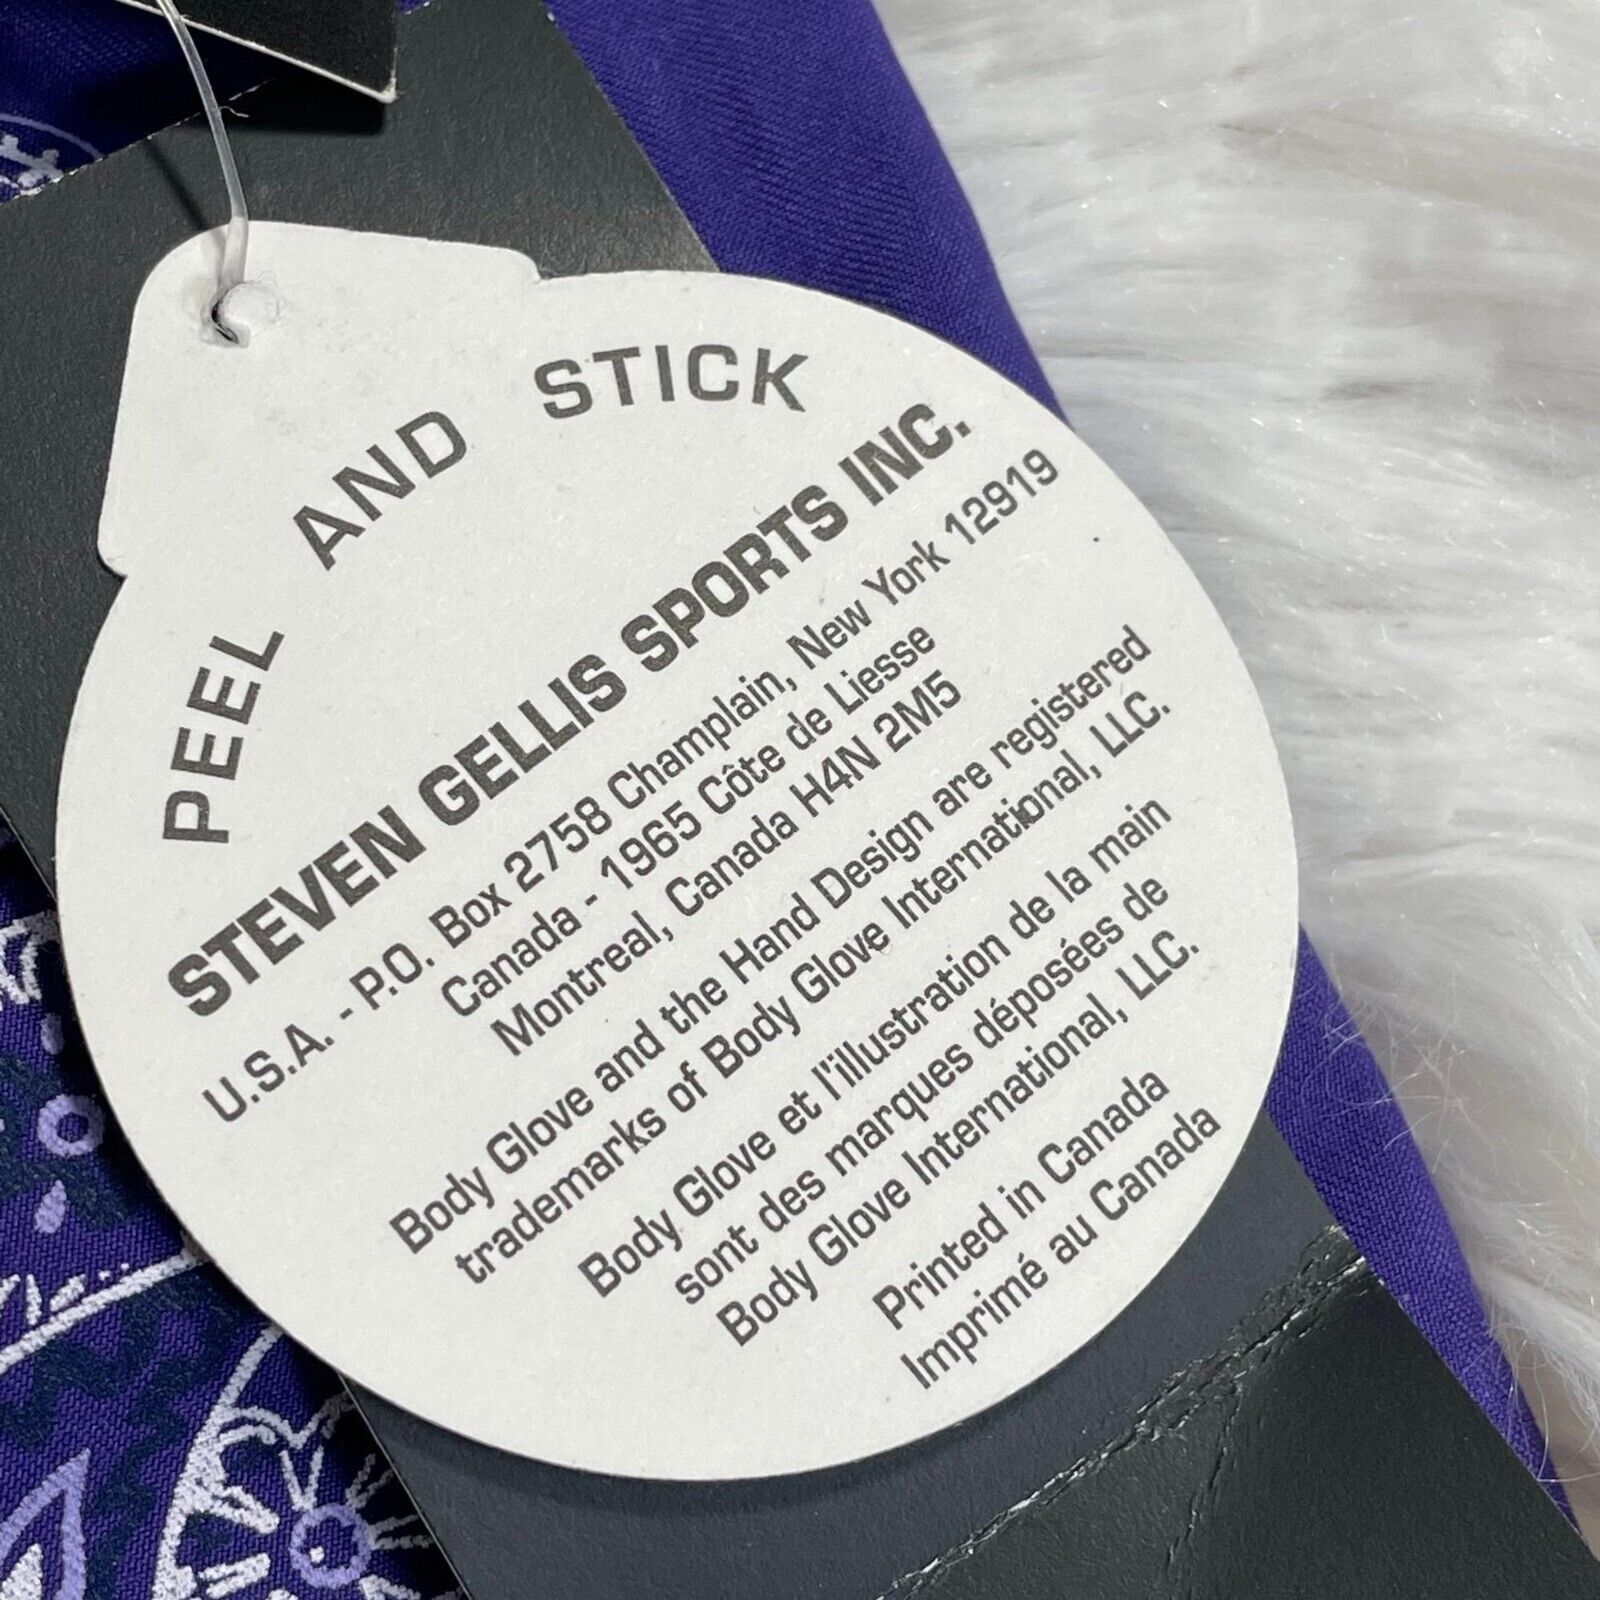 PEEL AND STICK
STEVEN GELLIS SPORTS INC.
U.S.A. - P.O. Box 2758 Champlain, New York 12919
Canada - 1965 Côte de Liesse
Montreal, Canada H4N 2M5
Body Glove and the Hand Design are registered
trademarks of Body Glove International, LLC.
Body Glove et l'illustration de la main
sont des marques déposées de
Body Glove International, LLC.
Printed in Canada
Imprimé au Canada